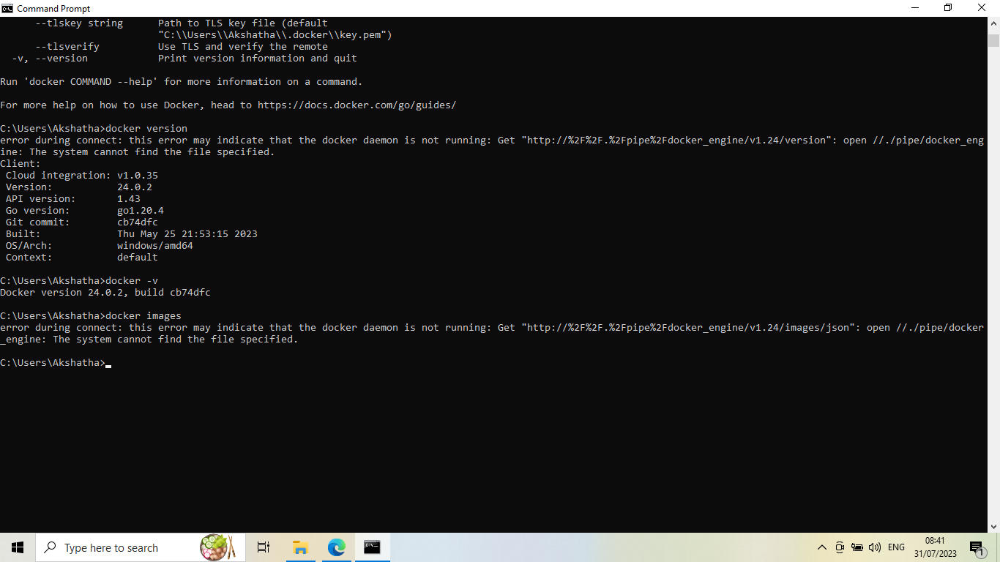 Command Prompt
--tlskey string Path to TLS key file (default
"C:\\Users\\Akshatha\\.docker\\key.pem")
--tlsverify Use TLS and verify the remote
-v, --version Print version information and quit
Run 'docker COMMAND --help' for more information on a command.
For more help on how to use Docker, head to https://docs.docker.com/go/guides/
C:\Users\Akshatha>docker version
error during connect: this error may indicate that the docker daemon is not running: Get "http://%2F%2F.%2Fpipe%2Fdocker_engine/v1.24/version": open //./pipe/docker_eng
ine: The system cannot find the file specified.
Client:
Cloud integration: v1.0.35
Version: 24.0.2
API version: 1.43
Go version: go1.20.4
Git commit: cb74dfc
Built: Thu May 25 21:53:15 2023
OS/Arch: windows/amd64
Context: default
C:\Users\Akshatha>docker -v
Docker version 24.0.2, build cb74dfc
C:\Users\Akshatha>docker images
error during connect: this error may indicate that the docker daemon is not running: Get "http://%2F%2F.%2Fpipe%2Fdocker_engine/v1.24/images/json": open //./pipe/docker
_engine: The system cannot find the file specified.
C:\Users\Akshatha>
Type here to search
ENG
08:41
31/07/2023
1